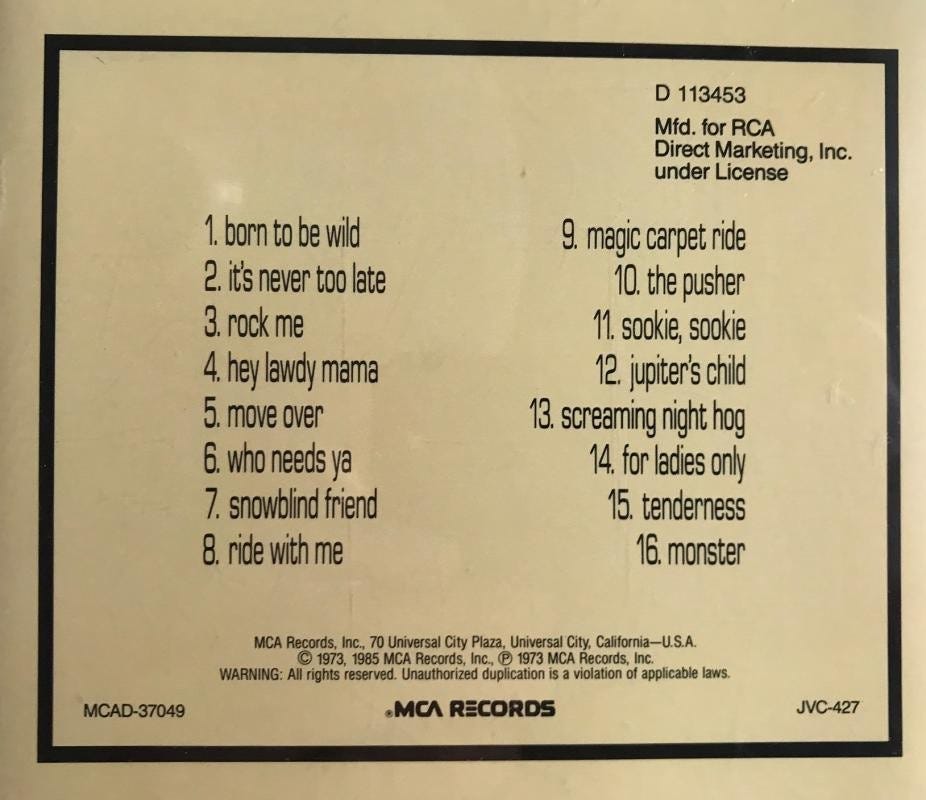 D 113453
Mfd. for RCA
Direct Marketing, Inc.
under License
1. born to be wild
2. it's never too late
3. rock me
4. hey lawdy mama
5. move over
6. who needs ya
7. snowblind friend
8. ride with me
9. magic carpet ride
10. the pusher
11. sookie, sookie
12. jupiter's child
13. screaming night hog
14. for ladies only
15. tenderness
16. monster
MCA Records, Inc., 70 Universal City Plaza, Universal City, California—U.S.A.
© 1973, 1985 MCA Records, Inc., ℗ 1973 MCA Records, Inc.
WARNING: All rights reserved. Unauthorized duplication is a violation of applicable laws.
MCAD-37049
MCA RECORDS
JVC-427